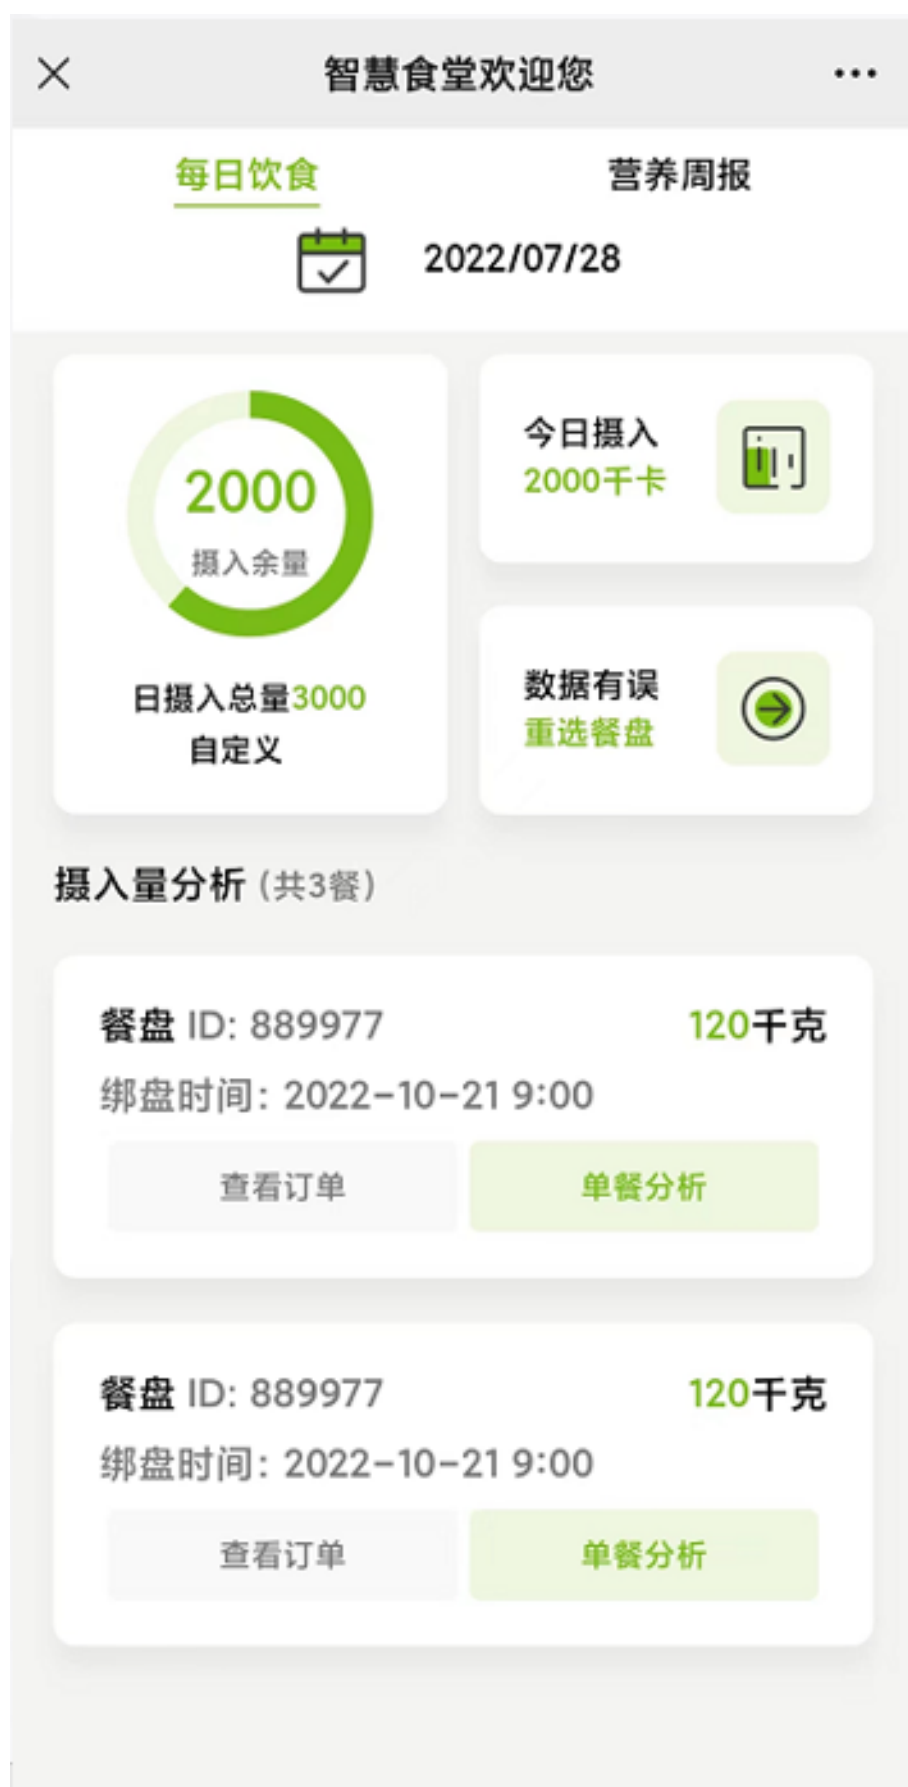 智慧食堂欢迎您
每日饮食
营养周报
2022/07/28
2000
摄入余量
日摄入总量3000
自定义
今日摄入
2000千卡
数据有误
重选餐盘
摄入量分析 (共3餐)
餐盘 ID: 889977
120千克
绑盘时间: 2022-10-21 9:00
查看订单
单餐分析
餐盘 ID: 889977
120千克
绑盘时间: 2022-10-21 9:00
查看订单
单餐分析